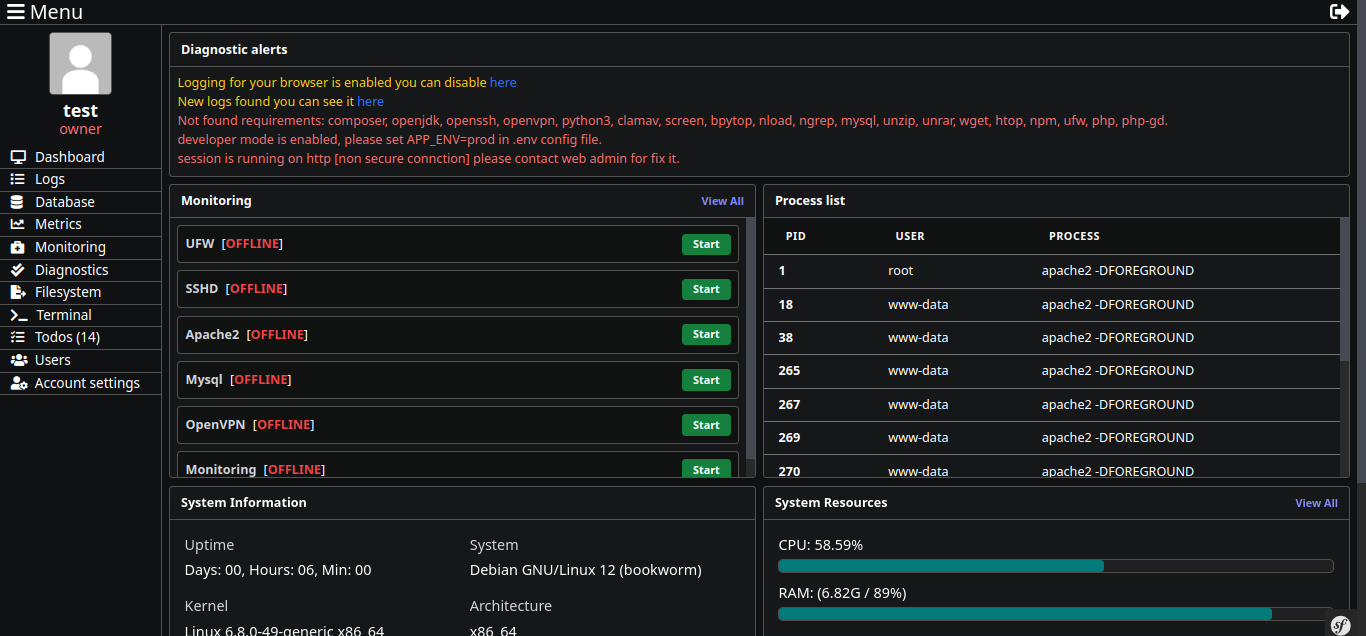 Menu
test
owner
Dashboard
Logs
Database
Metrics
Monitoring
Diagnostics
Filesystem
Terminal
Todos (14)
Users
Account settings
Diagnostic alerts
Logging for your browser is enabled you can disable here
New logs found you can see it here
Not found requirements: composer, openjdk, openssh, openvpn, python3, clamav, screen, bpytop, nload, ngrep, mysql, unzip, unrar, wget, htop, npm, ufw, php, php-gd.
developer mode is enabled, please set APP_ENV=prod in .env config file.
session is running on http [non secure connction] please contact web admin for fix it.
Monitoring View All
UFW [OFFLINE] Start
SSHD [OFFLINE] Start
Apache2 [OFFLINE] Start
Mysql [OFFLINE] Start
OpenVPN [OFFLINE] Start
Monitoring [OFFLINE] Start
Process list
PID USER PROCESS
1 root apache2 -DFOREGROUND
18 www-data apache2 -DFOREGROUND
38 www-data apache2 -DFOREGROUND
265 www-data apache2 -DFOREGROUND
267 www-data apache2 -DFOREGROUND
269 www-data apache2 -DFOREGROUND
270 www-data apache2 -DFOREGROUND
System Information
Uptime System
Days: 00, Hours: 06, Min: 00 Debian GNU/Linux 12 (bookworm)
Kernel Architecture
Linux 6.8.0-49-generic x86_64 x86_64
System Resources View All
CPU: 58.59%
RAM: (6.82G / 89%)
sf